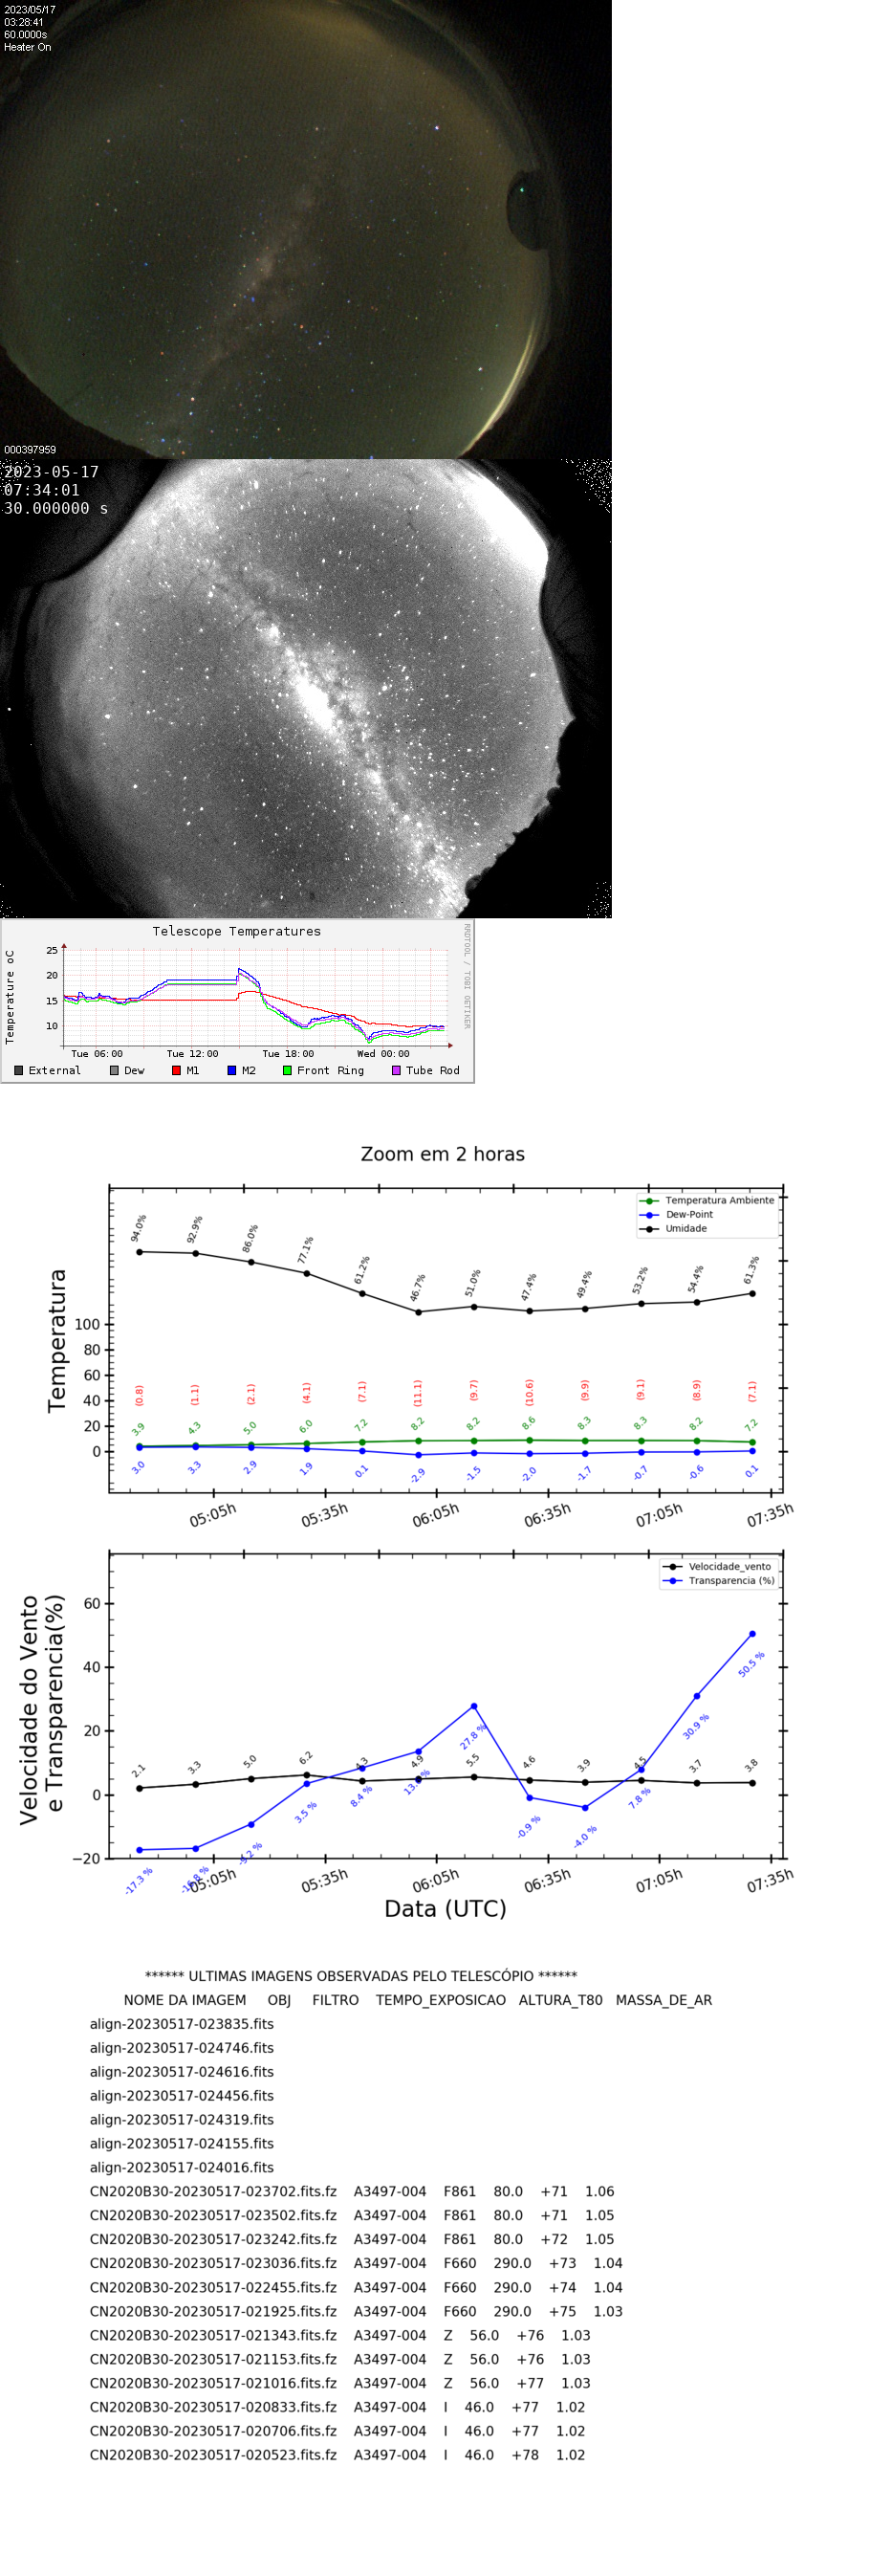 2023/05/17
03:28:41
60.0000s
Heater On
000397959
2023-05-17
07:34:01
30.000000 s
Telescope Temperatures
RRDTOOL / TOBI OETIKER
Temperature oC
25
20
15
10
Tue 06:00 Tue 12:00 Tue 18:00 Wed 00:00
External Dew M1 M2 Front Ring Tube Rod
Zoom em 2 horas
Temperatura Ambiente
Dew-Point
Umidade
94.0% 92.9% 86.0% 77.1% 61.2% 46.7% 51.0% 47.4% 49.4% 53.2% 54.4% 61.3%
Temperatura
100
80
60
40
20
0
(0.8) (1.1) (2.1) (4.1) (7.1) (11.1) (9.7) (10.6) (9.9) (9.1) (8.9) (7.1)
3.9 4.3 5.0 6.0 7.2 8.2 8.2 8.6 8.3 8.3 8.2 7.2
3.0 3.3 2.9 1.9 0.1 -2.9 -1.5 -2.0 -1.7 -0.7 -0.6 0.1
05:05h 05:35h 06:05h 06:35h 07:05h 07:35h
Velocidade_vento
Transparencia (%)
Velocidade do Vento
e Transparencia(%)
60
40
20
0
−20
2.1 3.3 5.0 6.2 4.3 4.9 5.5 4.6 3.9 4.5 3.7 3.8
-17.3 % 3.5 % 8.4 % 27.8 % -0.9 % -4.0 % 7.8 % 30.9 % 50.5 %
05:05h 05:35h 06:05h 06:35h 07:05h 07:35h
Data (UTC)
****** ULTIMAS IMAGENS OBSERVADAS PELO TELESCÓPIO ******
NOME DA IMAGEM OBJ FILTRO TEMPO_EXPOSICAO ALTURA_T80 MASSA_DE_AR
align-20230517-023835.fits
align-20230517-024746.fits
align-20230517-024616.fits
align-20230517-024456.fits
align-20230517-024319.fits
align-20230517-024155.fits
align-20230517-024016.fits
CN2020B30-20230517-023702.fits.fz A3497-004 F861 80.0 +71 1.06
CN2020B30-20230517-023502.fits.fz A3497-004 F861 80.0 +71 1.05
CN2020B30-20230517-023242.fits.fz A3497-004 F861 80.0 +72 1.05
CN2020B30-20230517-023036.fits.fz A3497-004 F660 290.0 +73 1.04
CN2020B30-20230517-022455.fits.fz A3497-004 F660 290.0 +74 1.04
CN2020B30-20230517-021925.fits.fz A3497-004 F660 290.0 +75 1.03
CN2020B30-20230517-021343.fits.fz A3497-004 Z 56.0 +76 1.03
CN2020B30-20230517-021153.fits.fz A3497-004 Z 56.0 +76 1.03
CN2020B30-20230517-021016.fits.fz A3497-004 Z 56.0 +77 1.03
CN2020B30-20230517-020833.fits.fz A3497-004 I 46.0 +77 1.02
CN2020B30-20230517-020706.fits.fz A3497-004 I 46.0 +77 1.02
CN2020B30-20230517-020523.fits.fz A3497-004 I 46.0 +78 1.02